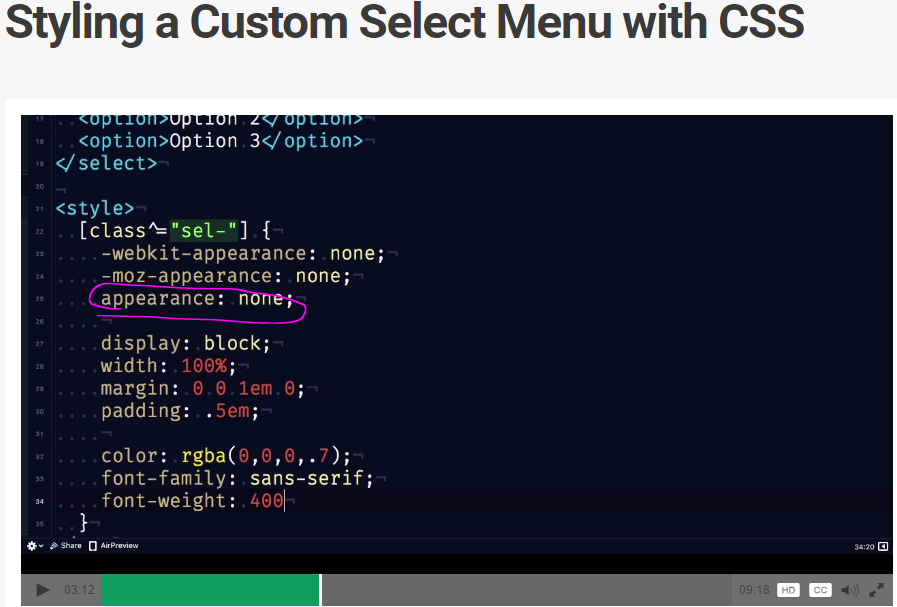 Styling a Custom Select Menu with CSS
17 <option>Option 2</option>
18 <option>Option 3</option>
19 </select>
20
21 <style>
22 [class^="sel-"] {
23 -webkit-appearance: none;
24 -moz-appearance: none;
25 appearance: none;
26
27 display: block;
28 width: 100%;
29 margin: 0 0 1em 0;
30 padding: .5em;
31
32 color: rgba(0,0,0,.7);
33 font-family: sans-serif;
34 font-weight: 400
35 }
Share AirPreview 34:20
03:12 09:18 HD CC